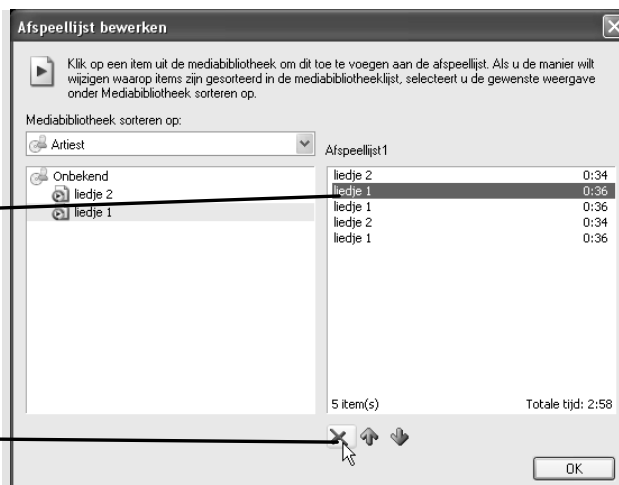 Afspeellijst bewerken
Klik op een item uit de mediabibliotheek om dit toe te voegen aan de afspeellijst. Als u de manier wilt
wijzigen waarop items zijn gesorteerd in de mediabibliotheeklijst, selecteert u de gewenste weergave
onder Mediabibliotheek sorteren op.
Mediabibliotheek sorteren op:
Artiest
Onbekend
liedje 2
liedje 1
Afspeellijst1
liedje 2 0:34
liedje 1 0:36
liedje 1 0:36
liedje 2 0:34
liedje 1 0:36
5 item(s) Totale tijd: 2:58
OK